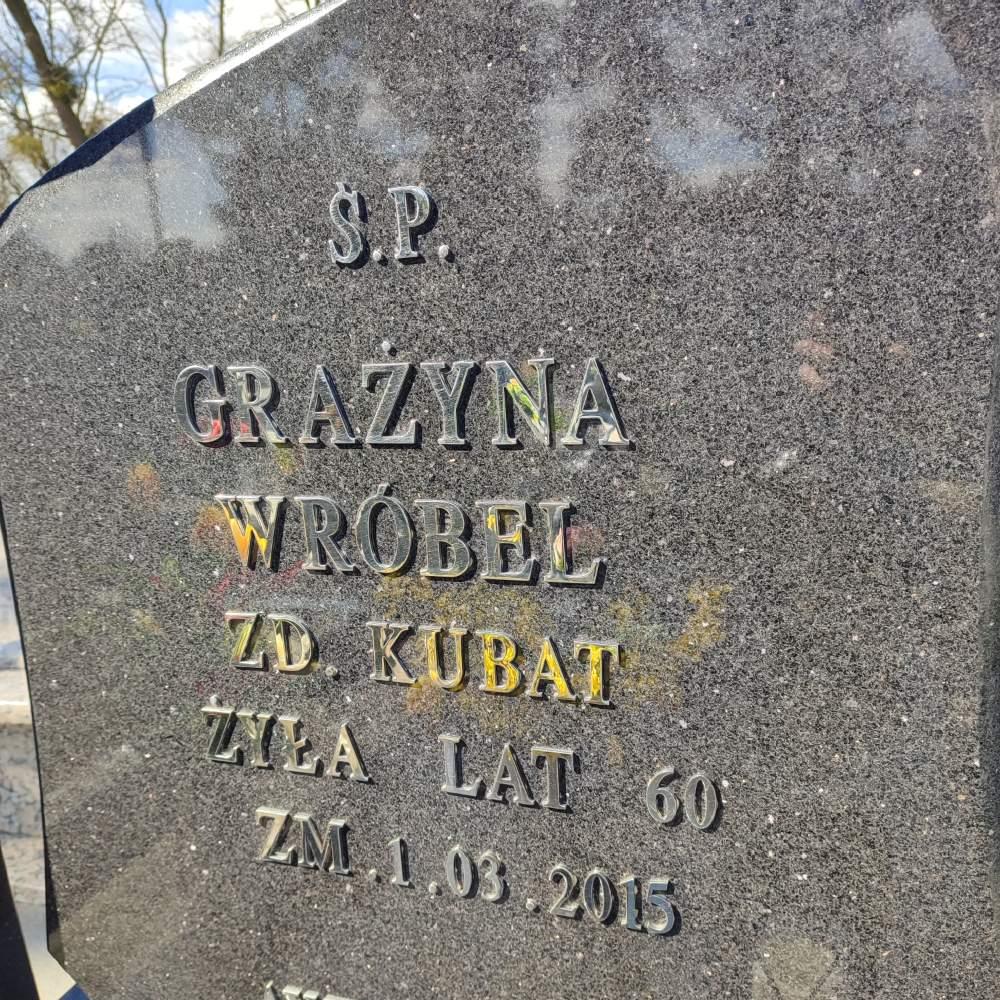 Ś.P.
GRAŻYNA
WRÓBEL
ZD. KUBAT
ŻYŁA LAT 60
ZM.1.03.2015